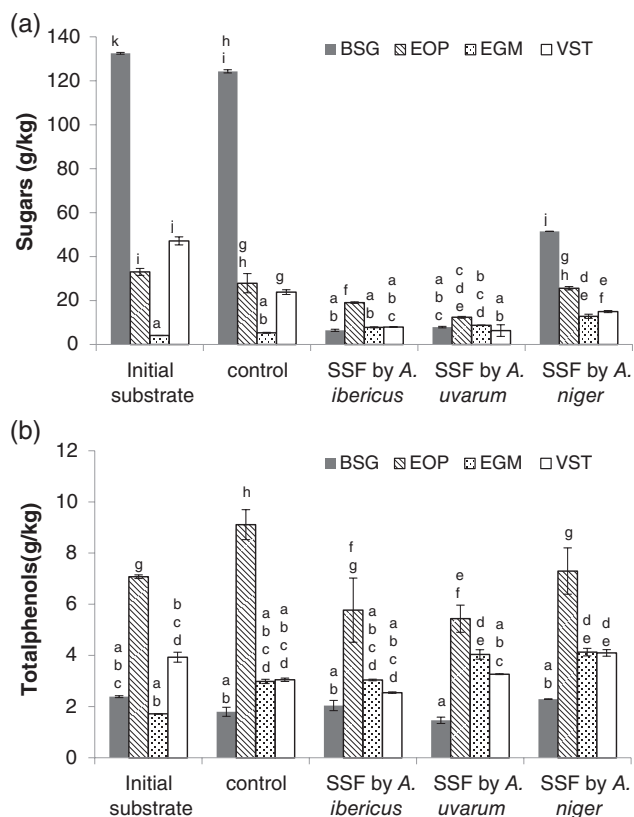 (a)
140
120
100
80
60
40
20
0
Sugars (g/kg)
BSG EOP EGM VST
k
i
a
j
h
i
g
h
a
b
g
a
b
f
a
b
a
b
c
a
b
c
c
d
e
b
c
d
a
b
c
j
g
h
d
e
e
f
Initial
substrate
control
SSF by A.
ibericus
SSF by A.
uvarum
SSF by A.
niger
(b)
12
10
8
6
4
2
0
Totalphenols(g/kg)
BSG EOP EGM VST
a
b
c
g
a
b
b
c
d
a
b
h
a
b
c
d
a
b
c
d
a
b
f
g
a
b
c
d
a
b
c
d
a
e
f
d
e
a
b
c
d
a
b
g
d
e
d
e
Initial
substrate
control
SSF by A.
ibericus
SSF by A.
uvarum
SSF by A.
niger